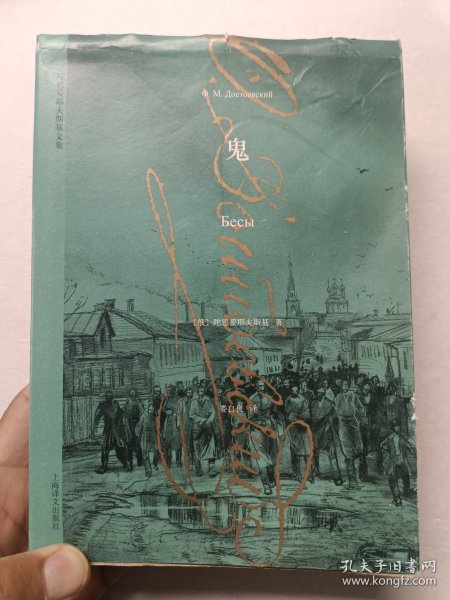 陀思妥耶夫斯基文集
Ф. М. Достоевский
鬼
Бесы
〔俄〕陀思妥耶夫斯基 著
娄自良 译
上海译文出版社
孔夫子旧书网
www.kongfz.com